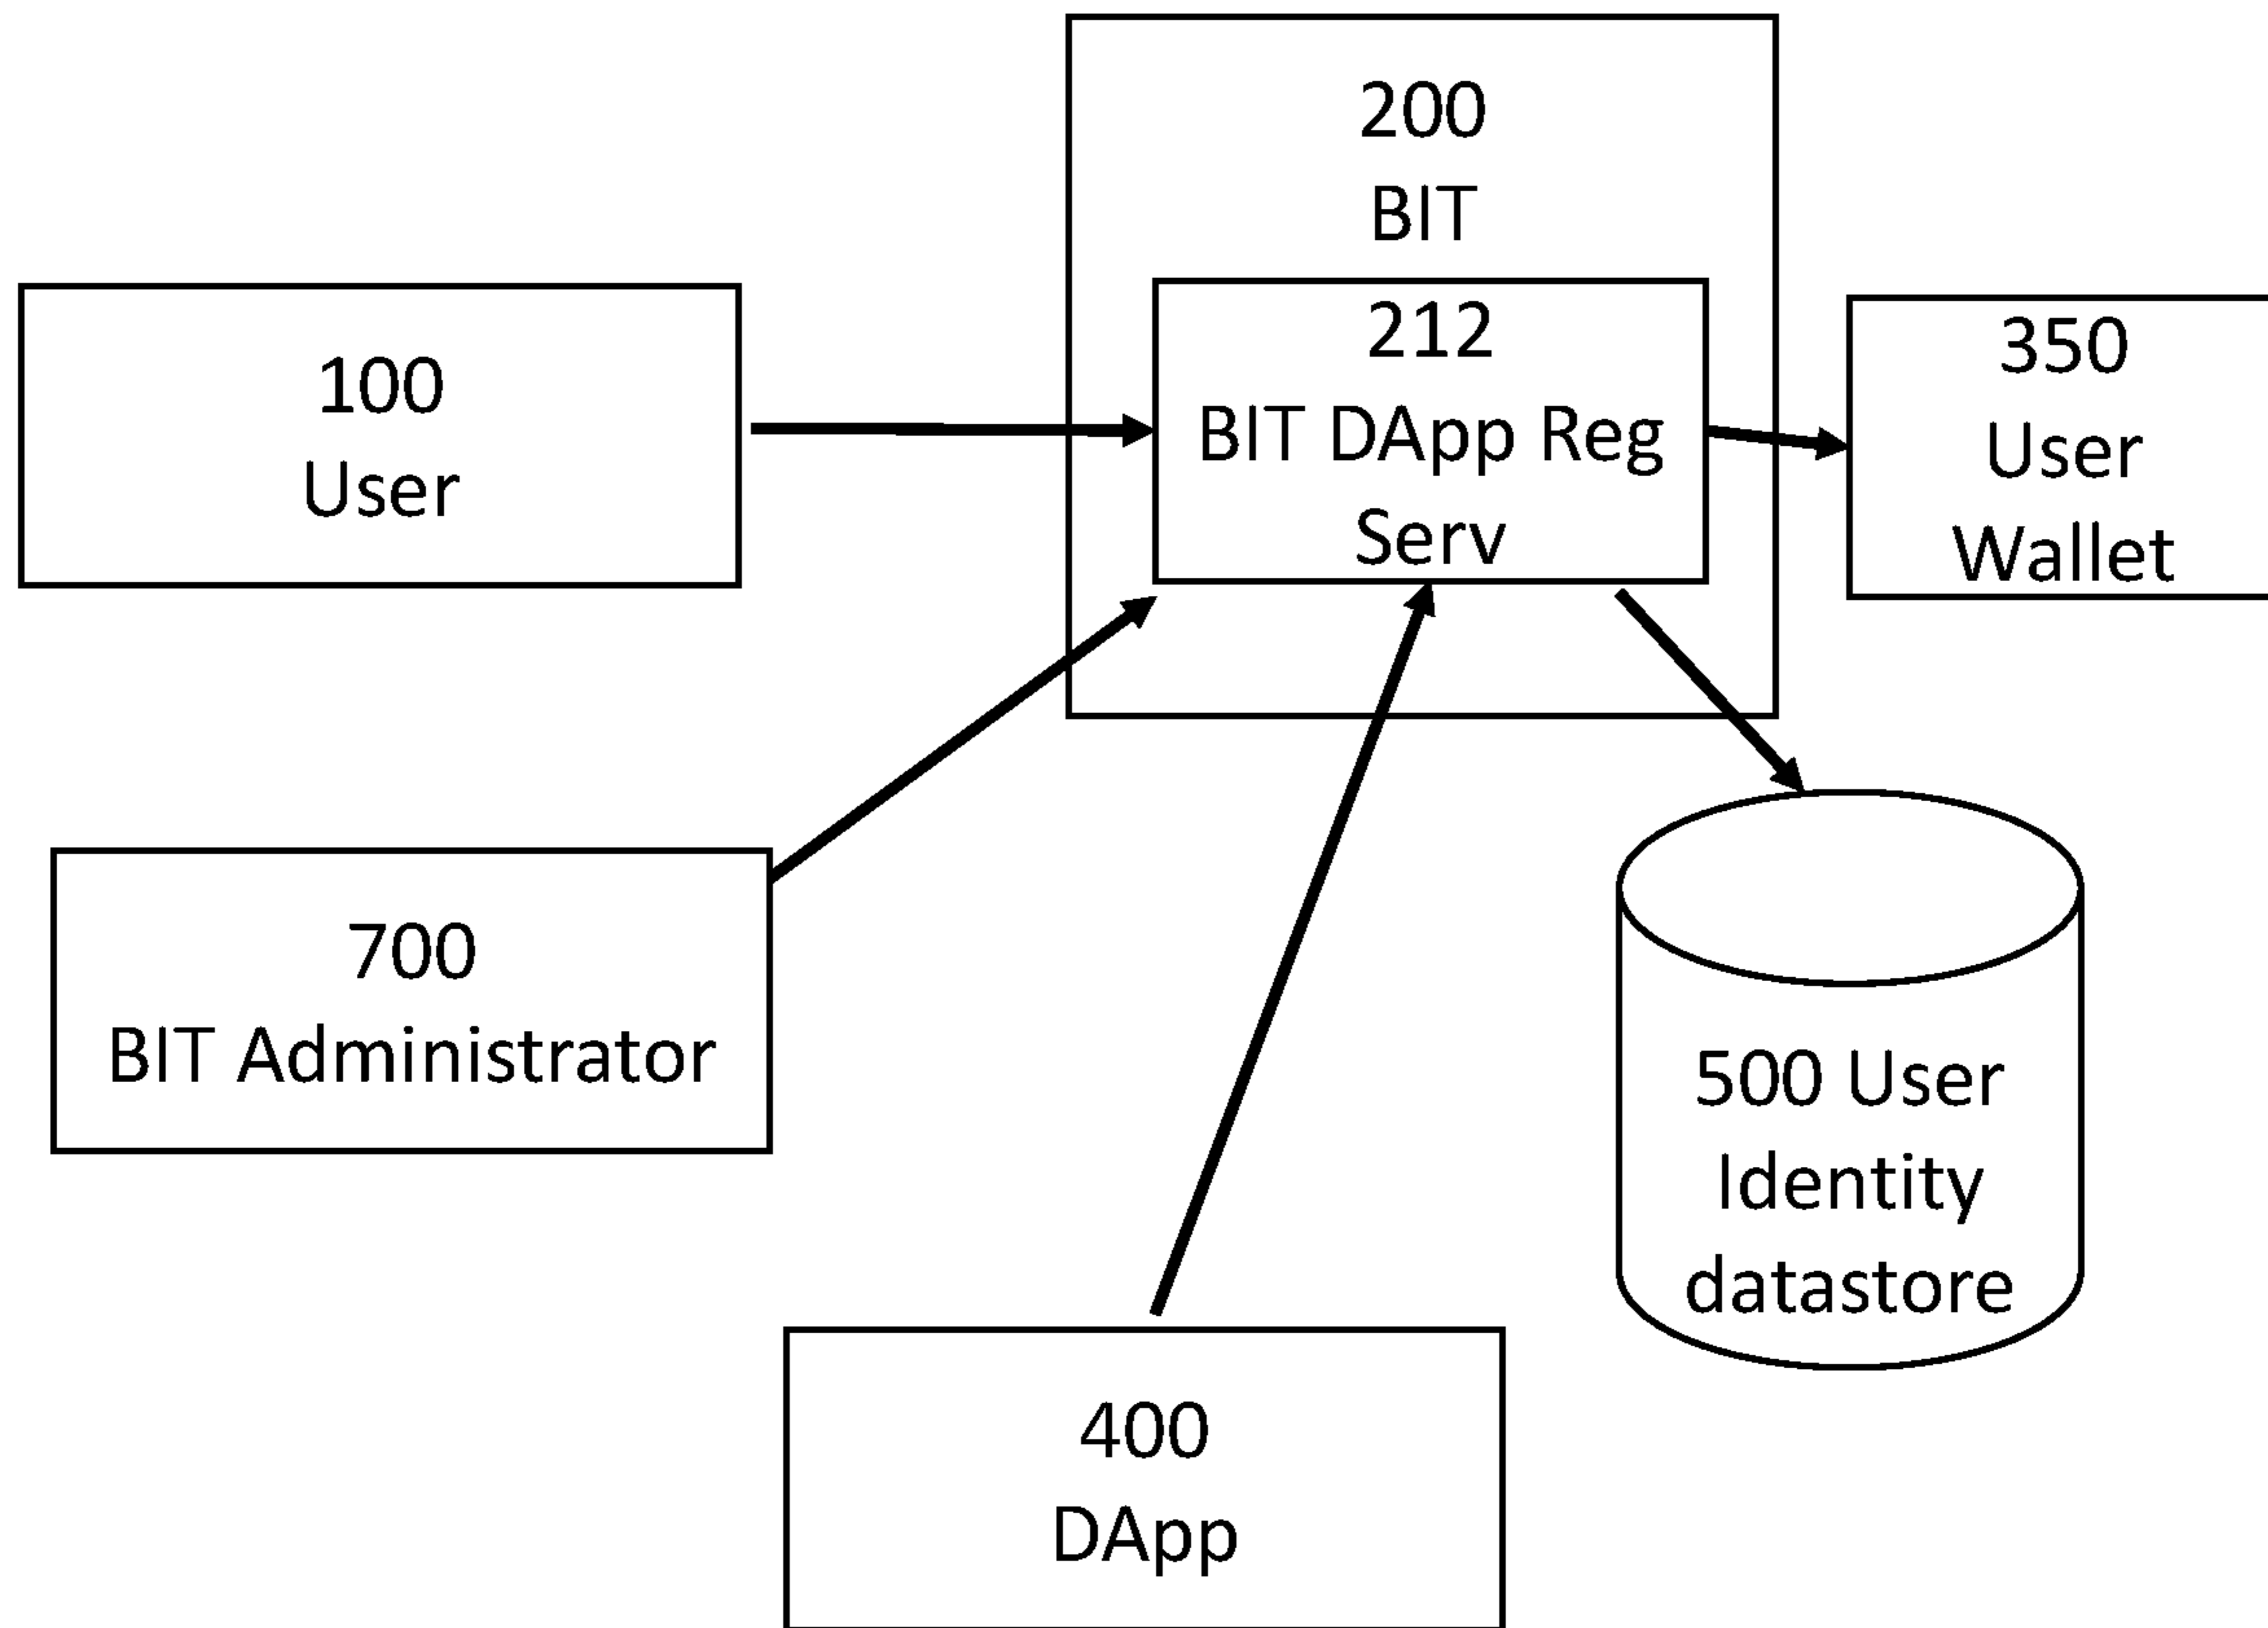 200
BIT
212
BIT DApp Reg
Serv
100
User
350
User
Wallet
700
BIT Administrator
500 User
Identity
datastore
400
DApp